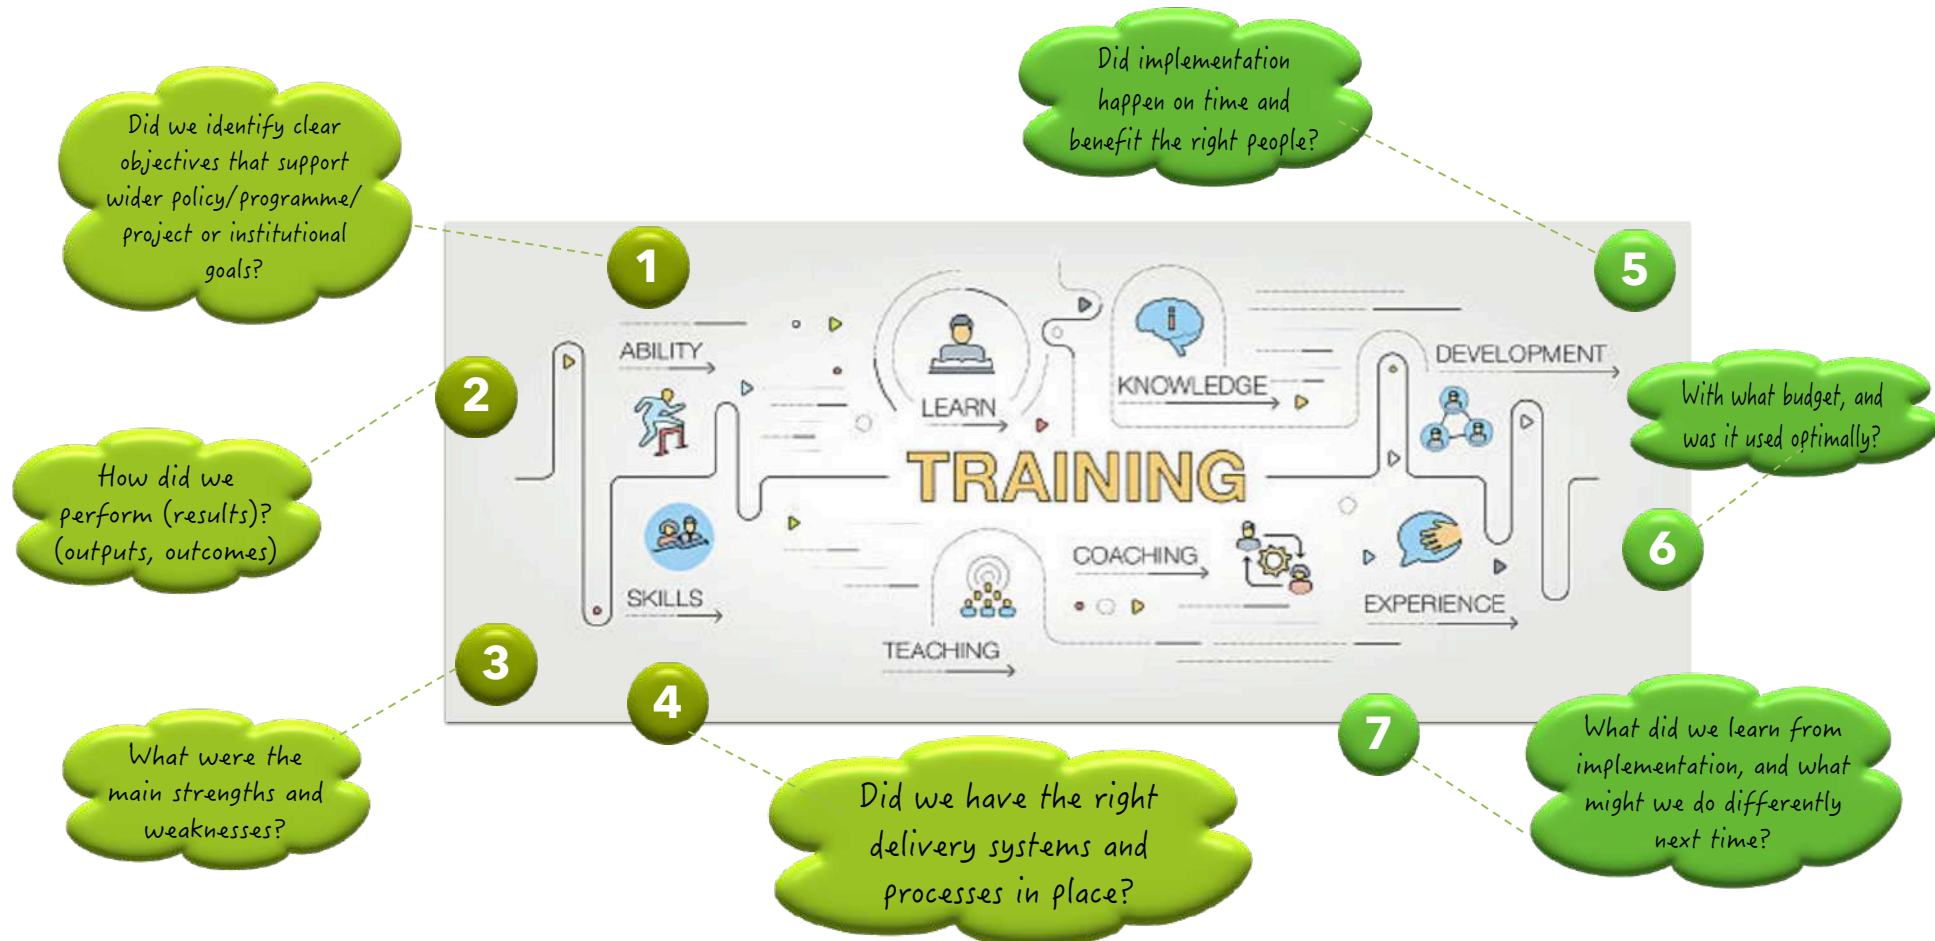 Did we identify clear
objectives that support
wider policy/programme/
project or institutional
goals?
1
2
How did we
perform (results)?
(outputs, outcomes)
3
What were the
main strengths and
weaknesses?
4
Did we have the right
delivery systems and
processes in place?
Did implementation
happen on time and
benefit the right people?
5
With what budget, and
was it used optimally?
6
7
What did we learn from
implementation, and what
might we do differently
next time?
ABILITY
LEARN
i
KNOWLEDGE
DEVELOPMENT
TRAINING
SKILLS
TEACHING
COACHING
EXPERIENCE